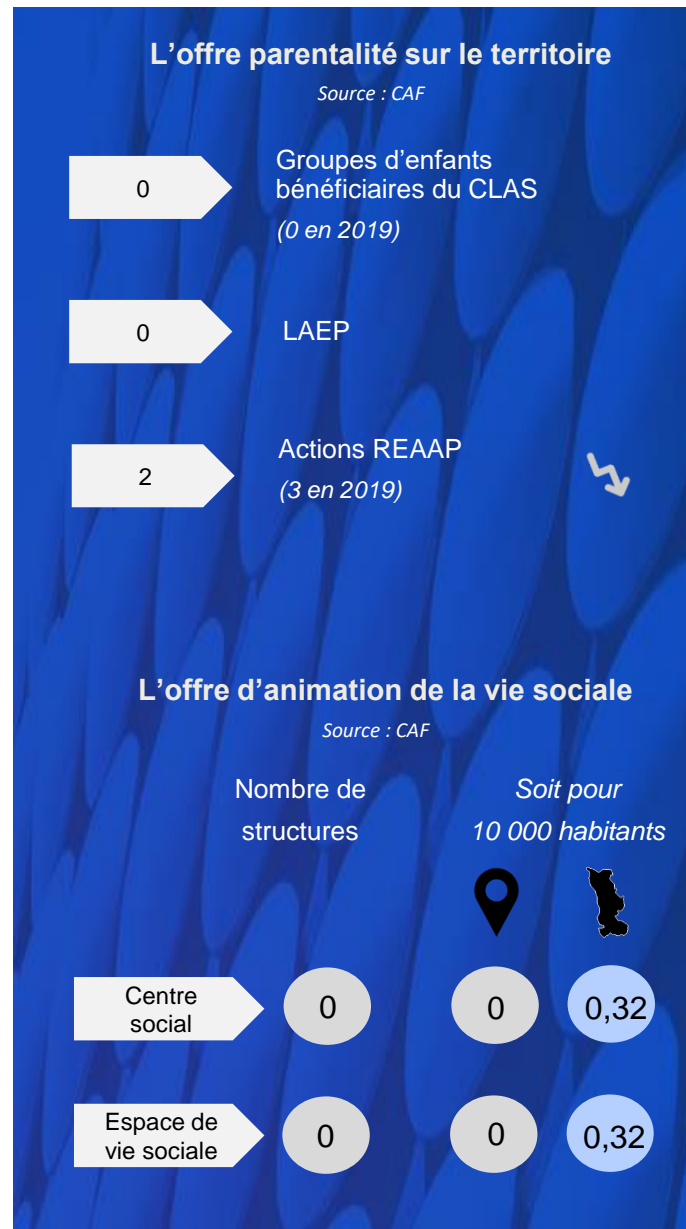 L’offre parentalité sur le territoire
Source : CAF
0
Groupes d’enfants
bénéficiaires du CLAS
(0 en 2019)
0
LAEP
2
Actions REAAP
(3 en 2019)
L’offre d’animation de la vie sociale
Source : CAF
Nombre de
structures
Soit pour
10 000 habitants
Centre
social
0
0
0,32
Espace de
vie sociale
0
0
0,32